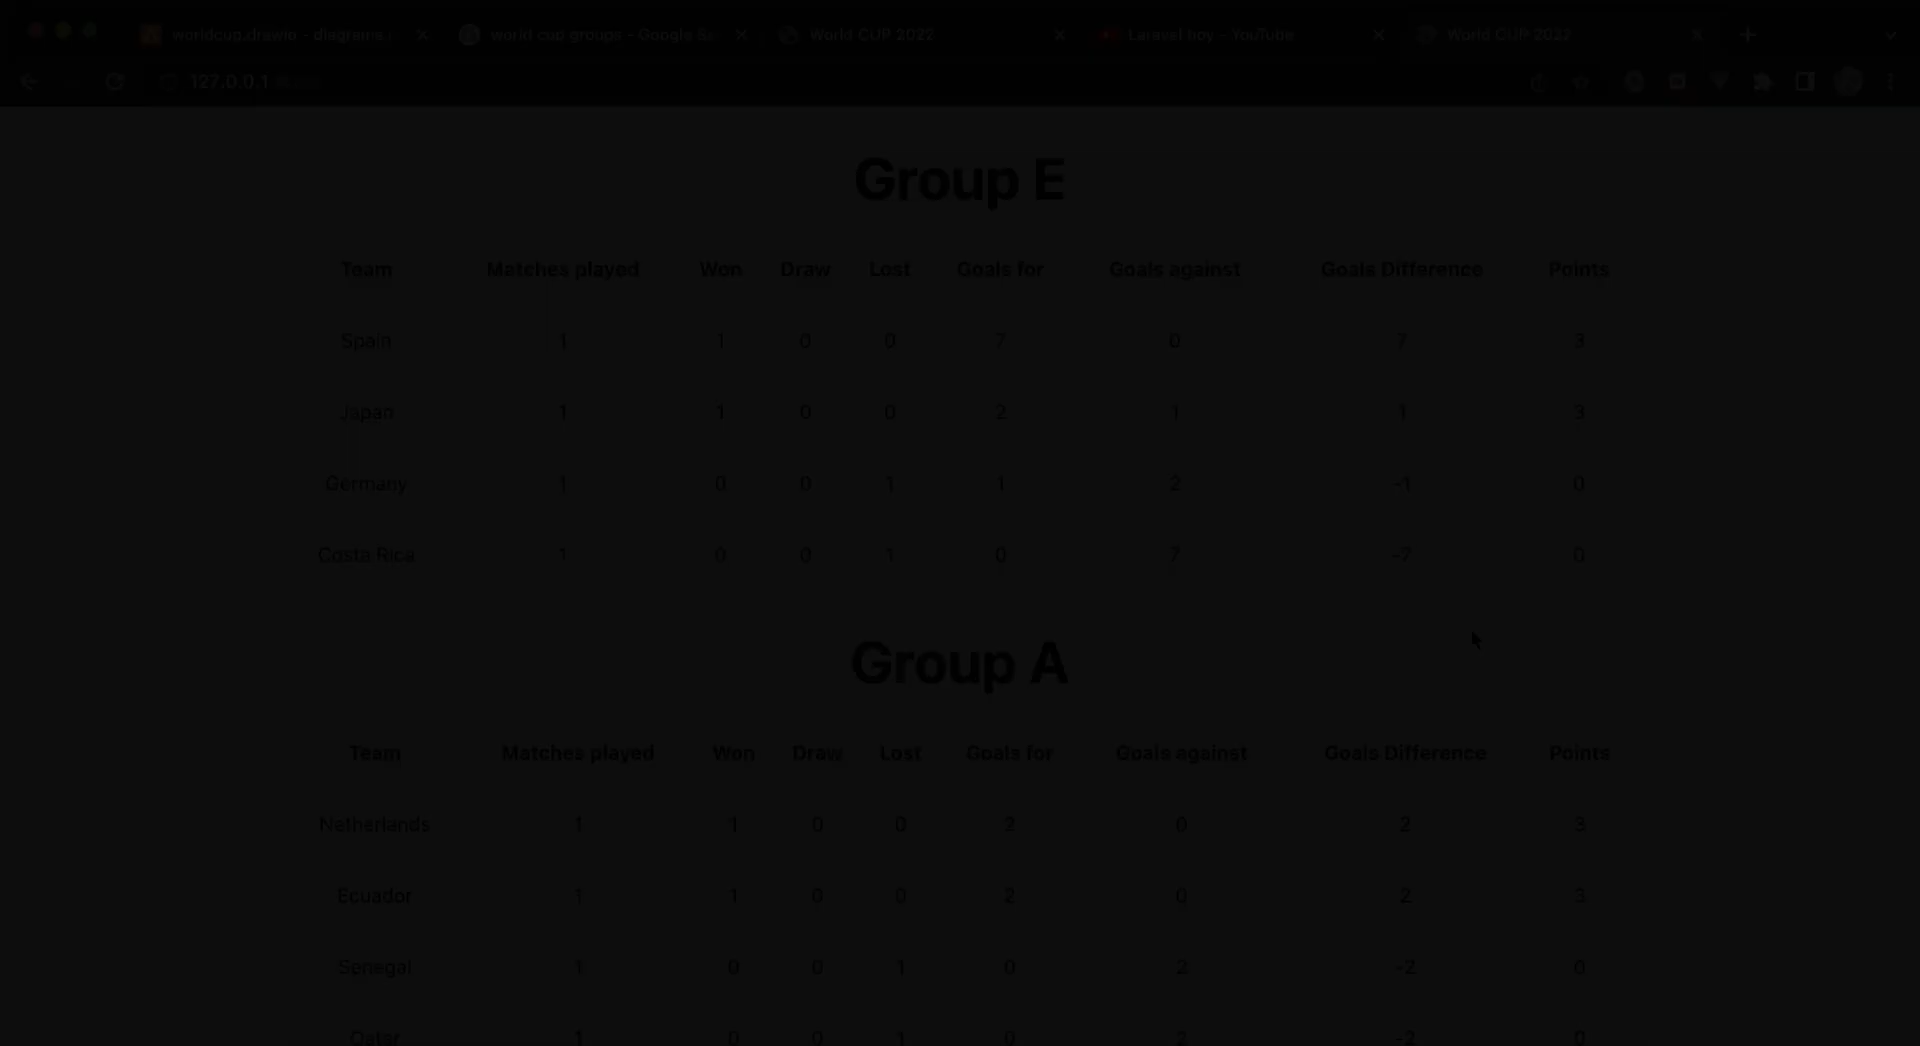 worldcup.drawio - diagrams.
world cup groups - Google Se
World CUP 2022
Laravel boy - YouTube
World CUP 2022
127.0.0.1
Group E
Team Matches played Won Draw Lost Goals for Goals against Goals Difference Points
Spain 1 1 0 0 7 0 7 3
Japan 1 1 0 0 2 1 1 3
Germany 1 0 0 1 1 2 -1 0
Costa Rica 1 0 0 1 0 7 -7 0
Group A
Team Matches played Won Draw Lost Goals for Goals against Goals Difference Points
Netherlands 1 1 0 0 2 0 2 3
Ecuador 1 1 0 0 2 0 2 3
Senegal 1 0 0 1 0 2 -2 0
Qatar 1 0 0 1 0 2 -2 0